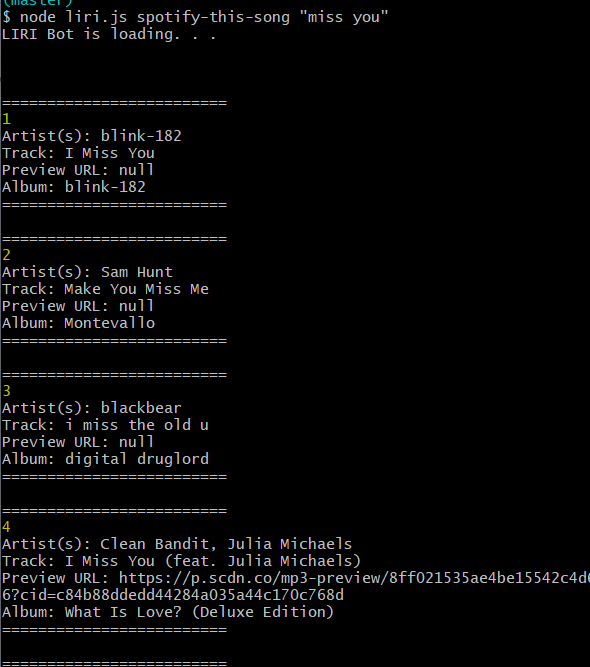 (master)
$ node liri.js spotify-this-song "miss you"
LIRI Bot is loading. . .
=========================
1
Artist(s): blink-182
Track: I Miss You
Preview URL: null
Album: blink-182
=========================
=========================
2
Artist(s): Sam Hunt
Track: Make You Miss Me
Preview URL: null
Album: Montevallo
=========================
=========================
3
Artist(s): blackbear
Track: i miss the old u
Preview URL: null
Album: digital druglord
=========================
=========================
4
Artist(s): Clean Bandit, Julia Michaels
Track: I Miss You (feat. Julia Michaels)
Preview URL: https://p.scdn.co/mp3-preview/8ff021535ae4be15542c4d6
6?cid=c84b88ddedd44284a035a44c170c768d
Album: What Is Love? (Deluxe Edition)
=========================
=========================